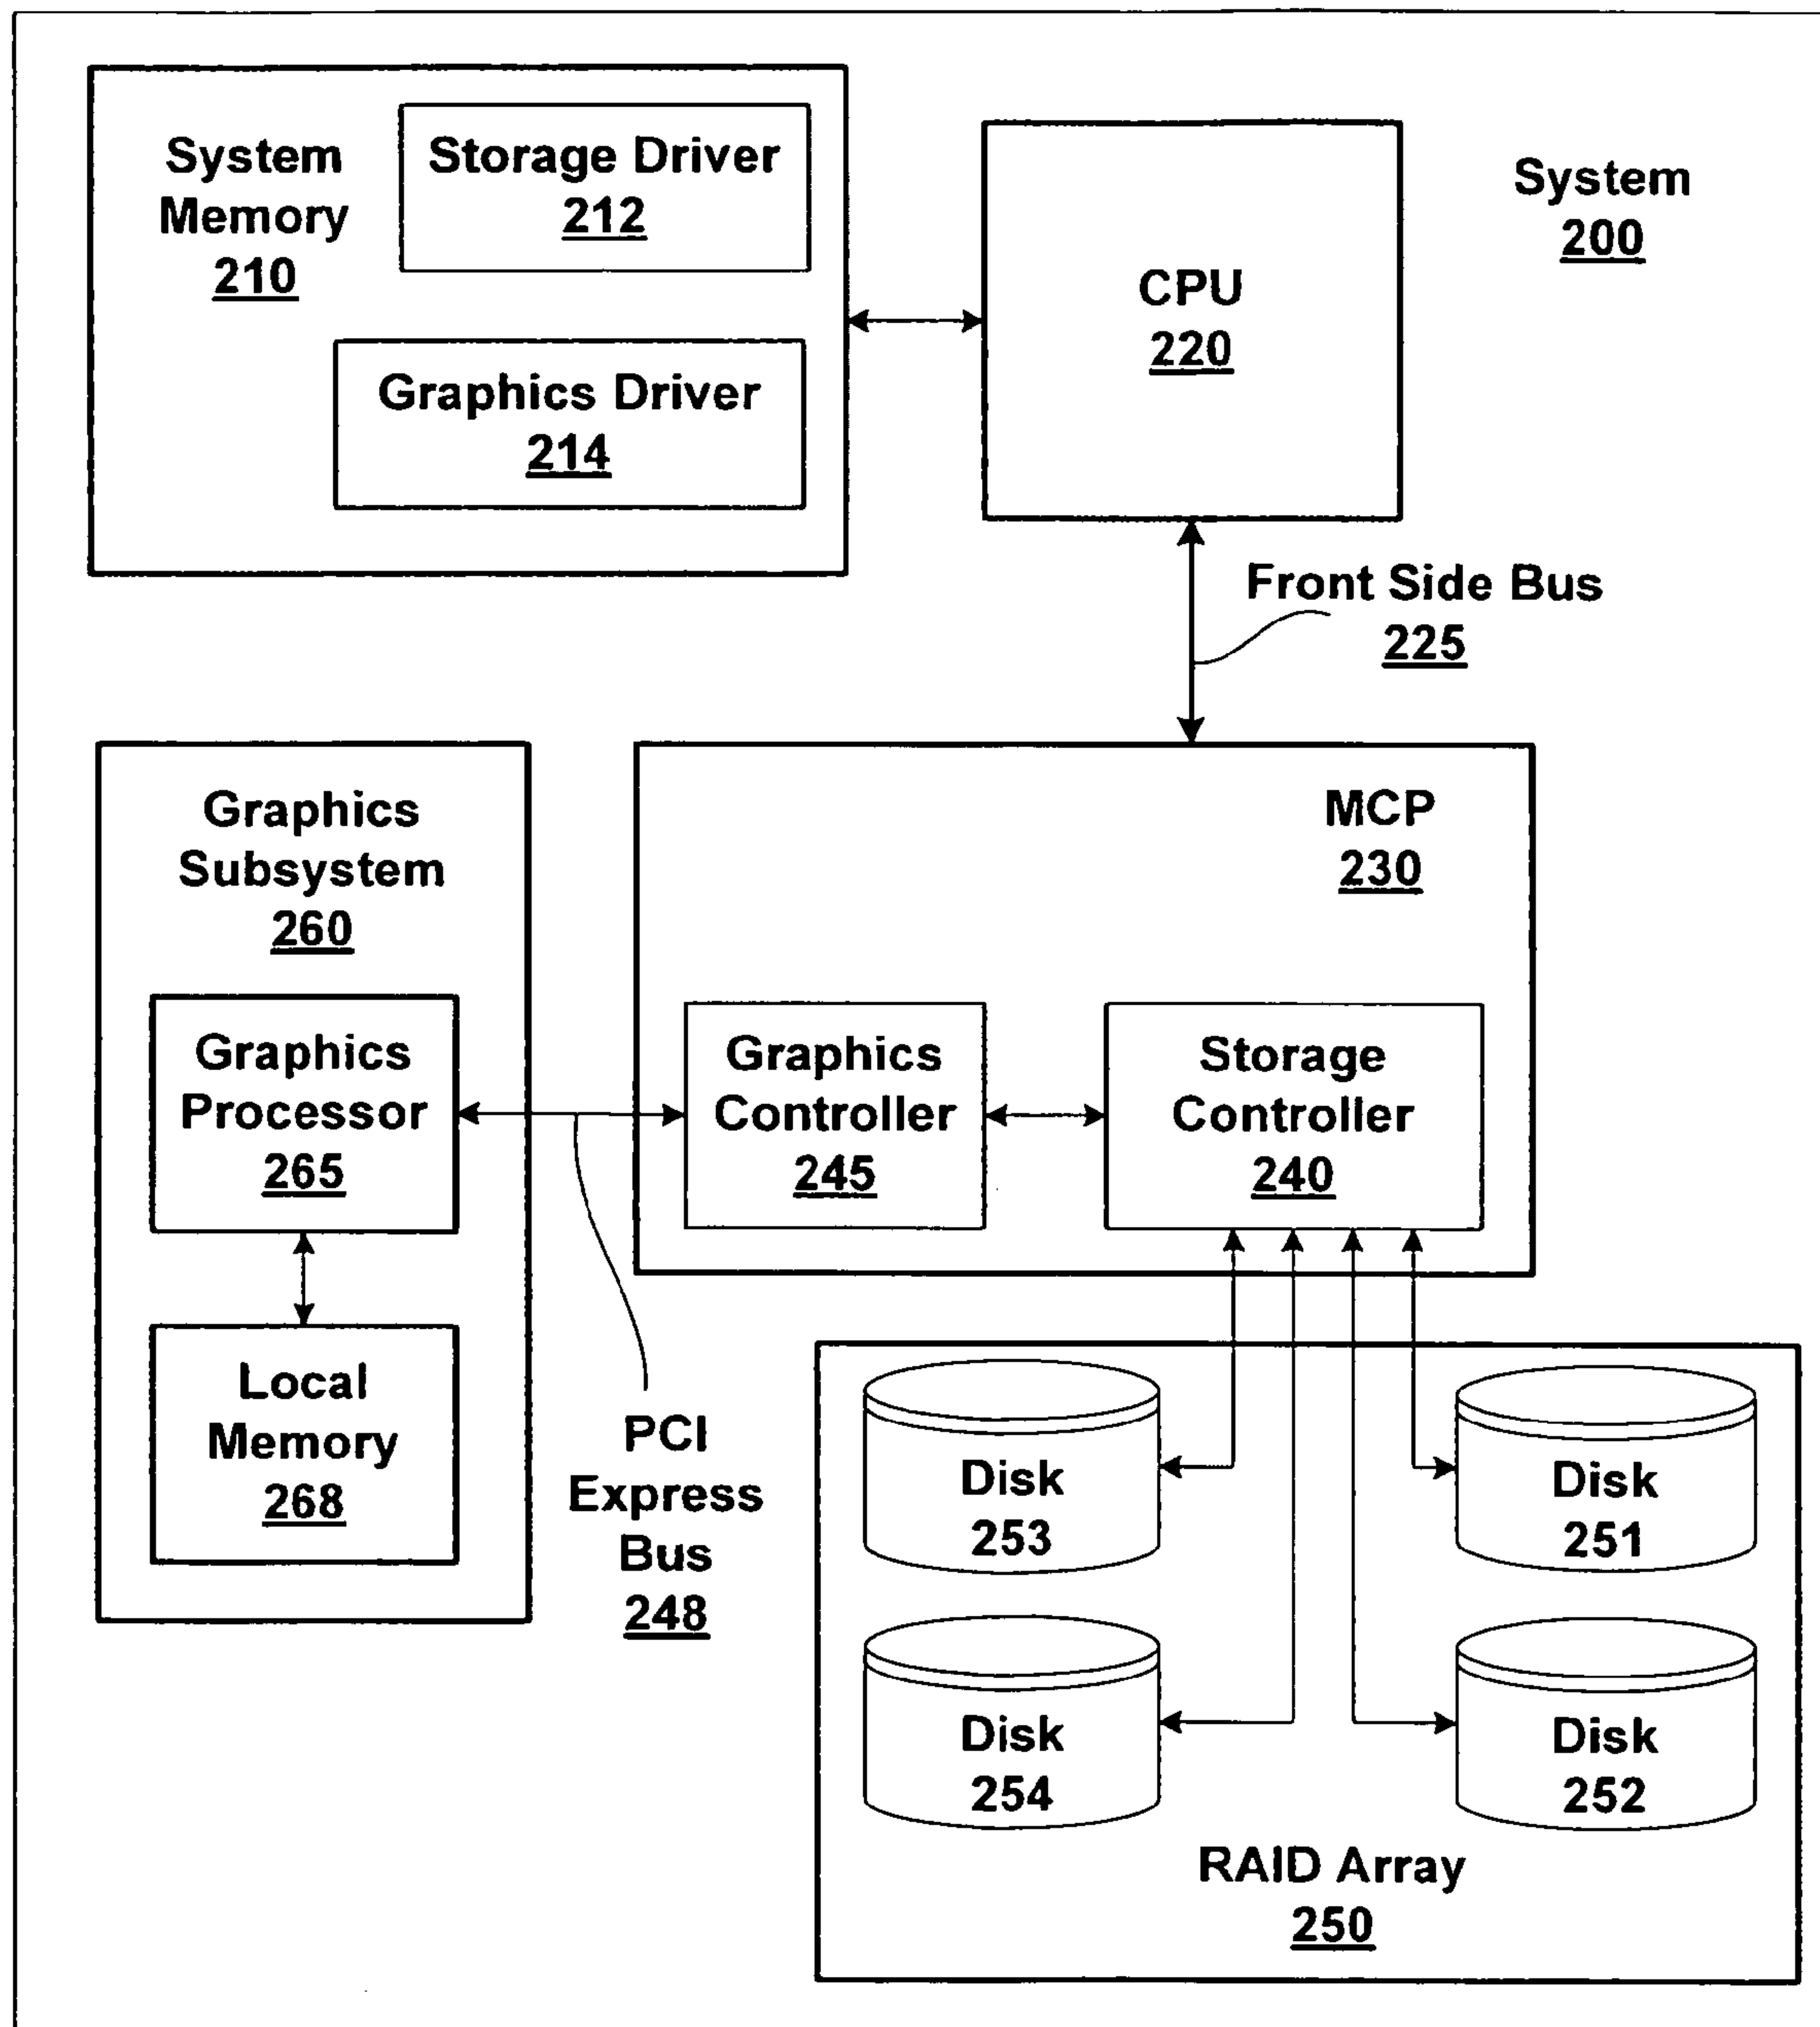 System
Memory
210
Storage Driver
212
Graphics Driver
214
CPU
220
System
200
Front Side Bus
225
Graphics
Subsystem
260
Graphics
Processor
265
Local
Memory
268
MCP
230
Graphics
Controller
245
Storage
Controller
240
PCI
Express
Bus
248
Disk
253
Disk
251
Disk
254
Disk
252
RAID Array
250